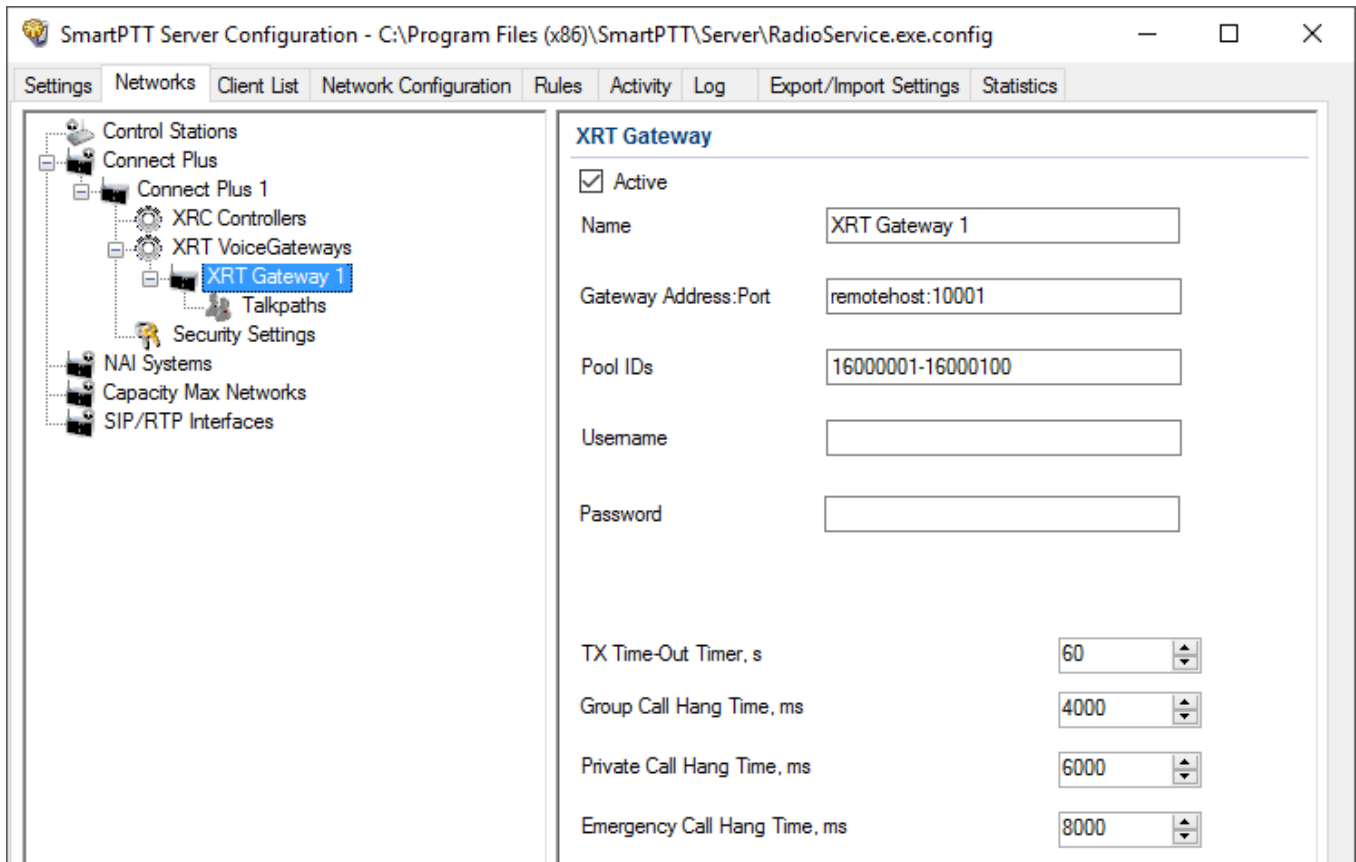 SmartPTT Server Configuration - C:\Program Files (x86)\SmartPTT\Server\RadioService.exe.config
Settings Networks Client List Network Configuration Rules Activity Log Export/Import Settings Statistics
Control Stations
Connect Plus
Connect Plus 1
XRC Controllers
XRT VoiceGateways
XRT Gateway 1
Talkpaths
Security Settings
NAI Systems
Capacity Max Networks
SIP/RTP Interfaces
XRT Gateway
Active
Name XRT Gateway 1
Gateway Address:Port remotehost:10001
Pool IDs 16000001-16000100
Username
Password
TX Time-Out Timer, s 60
Group Call Hang Time, ms 4000
Private Call Hang Time, ms 6000
Emergency Call Hang Time, ms 8000